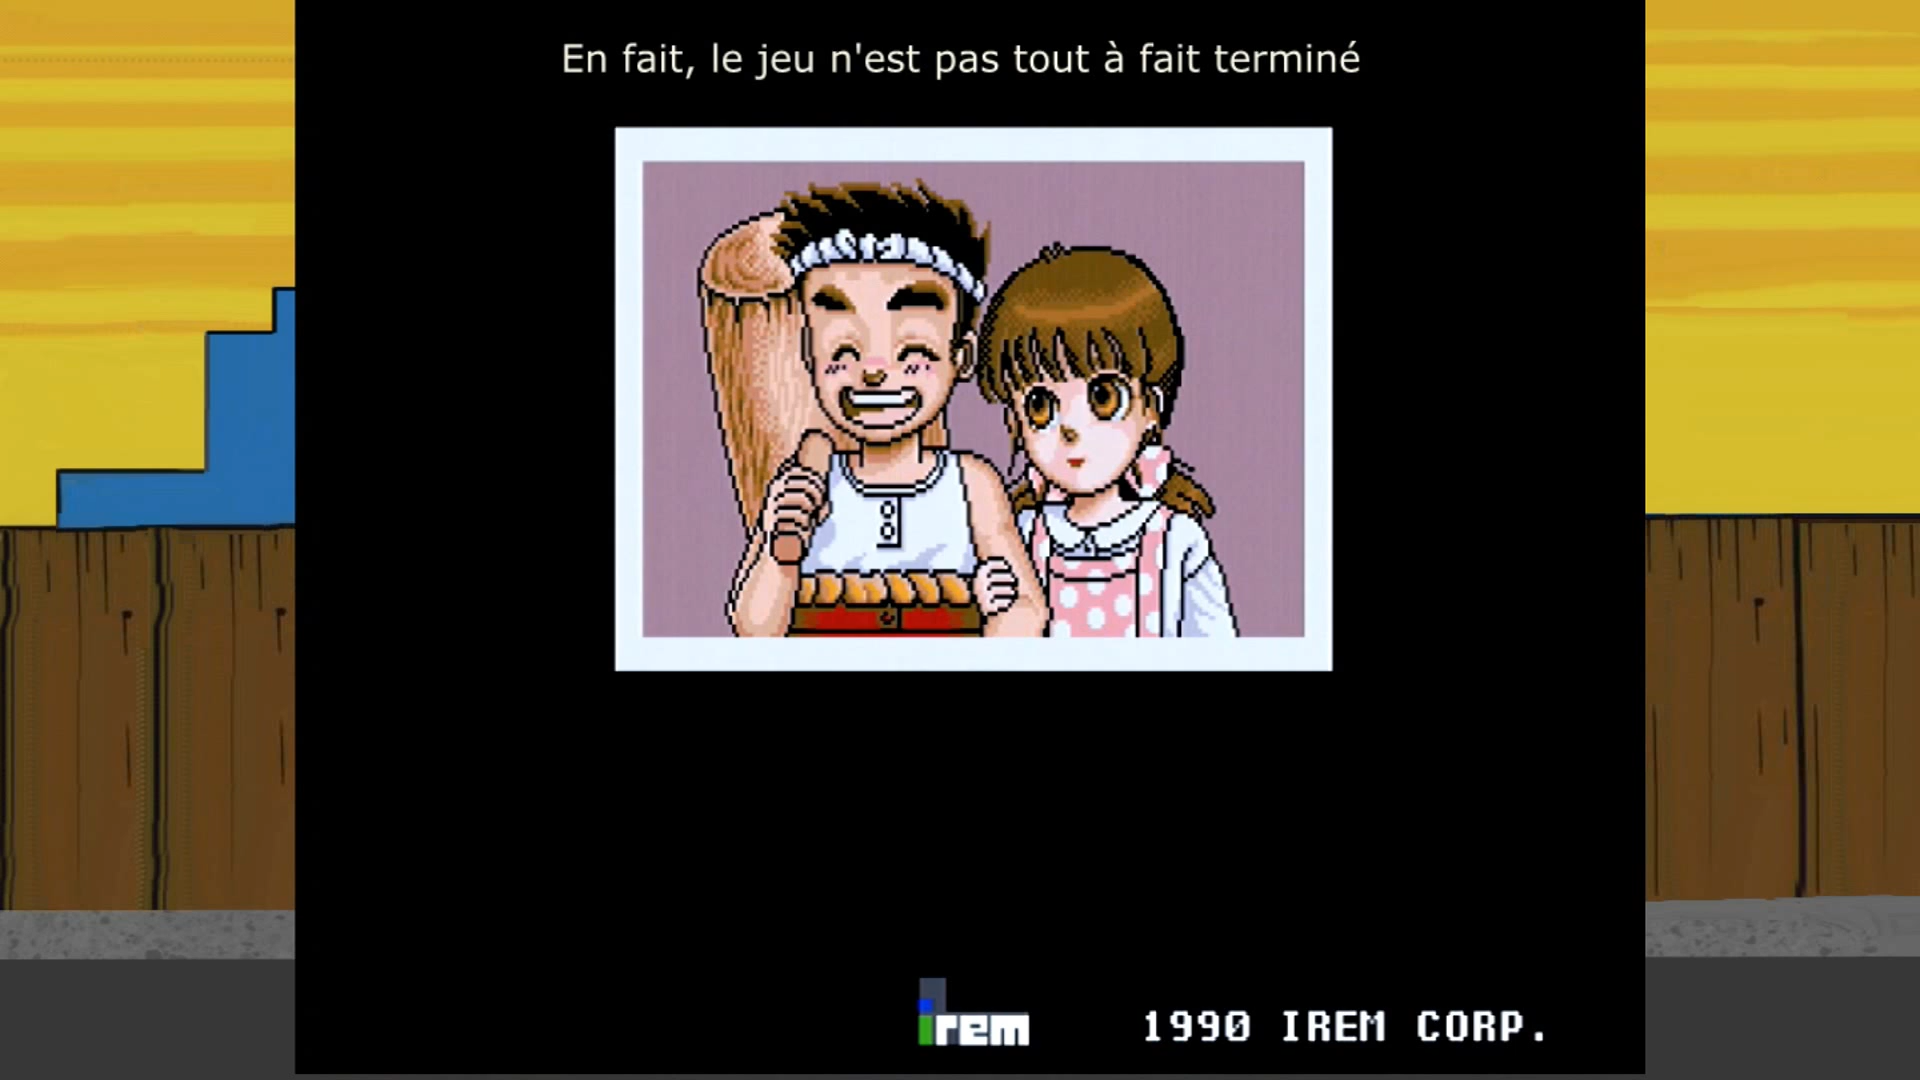 En fait, le jeu n'est pas tout à fait terminé
irem
1990 IREM CORP.